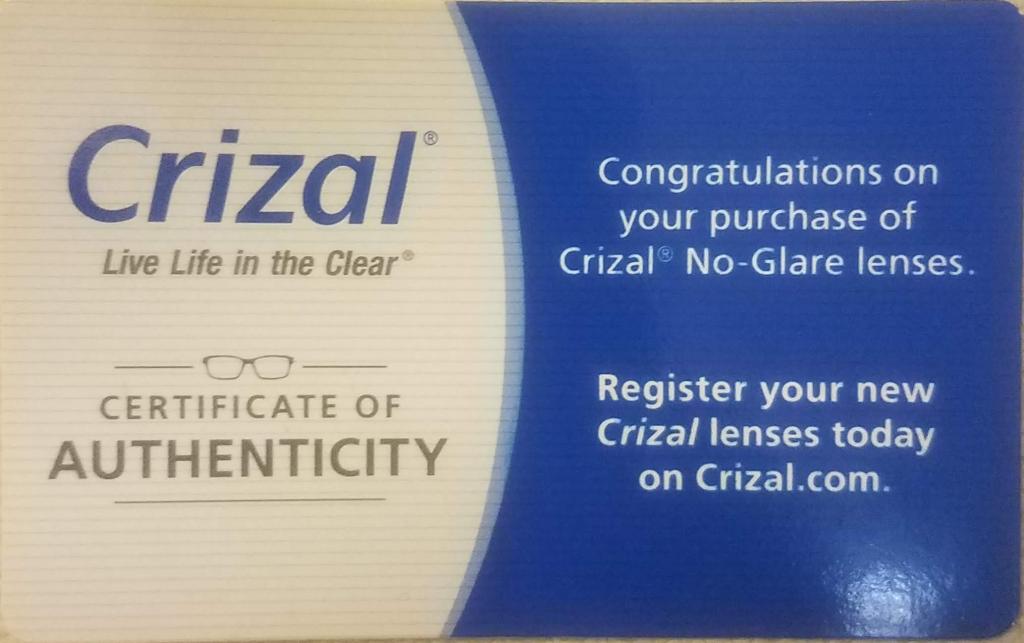 Crizal®
Live Life in the Clear®
CERTIFICATE OF
AUTHENTICITY
Congratulations on
your purchase of
Crizal® No-Glare lenses.
Register your new
Crizal lenses today
on Crizal.com.